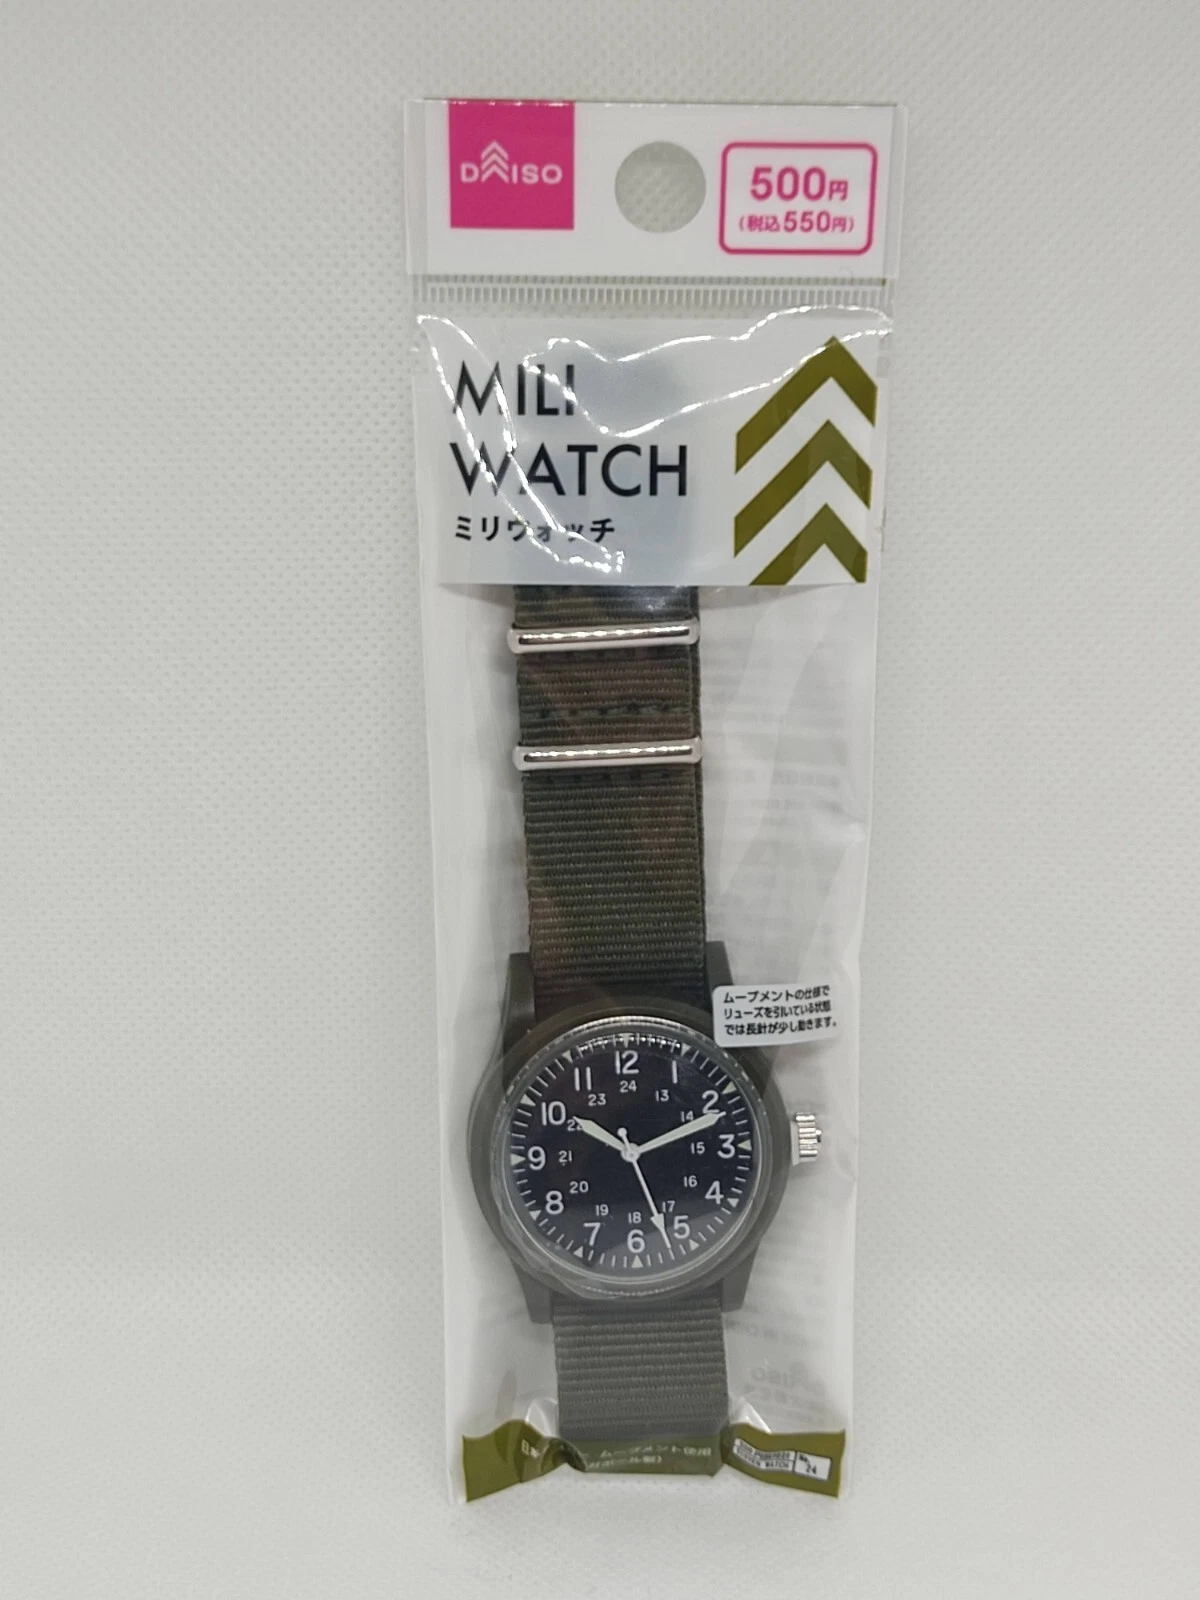 DAISO
500円
(税込550円)
MILI
WATCH
ミリウォッチ
ムーブメントの仕様で
リューズを引いている状態
では長針が少し動きます。
12
11
1
24
23
13
10
2
22
14
9
21
15
3
20
16
8
4
19
18
17
7
6
5
No.
24